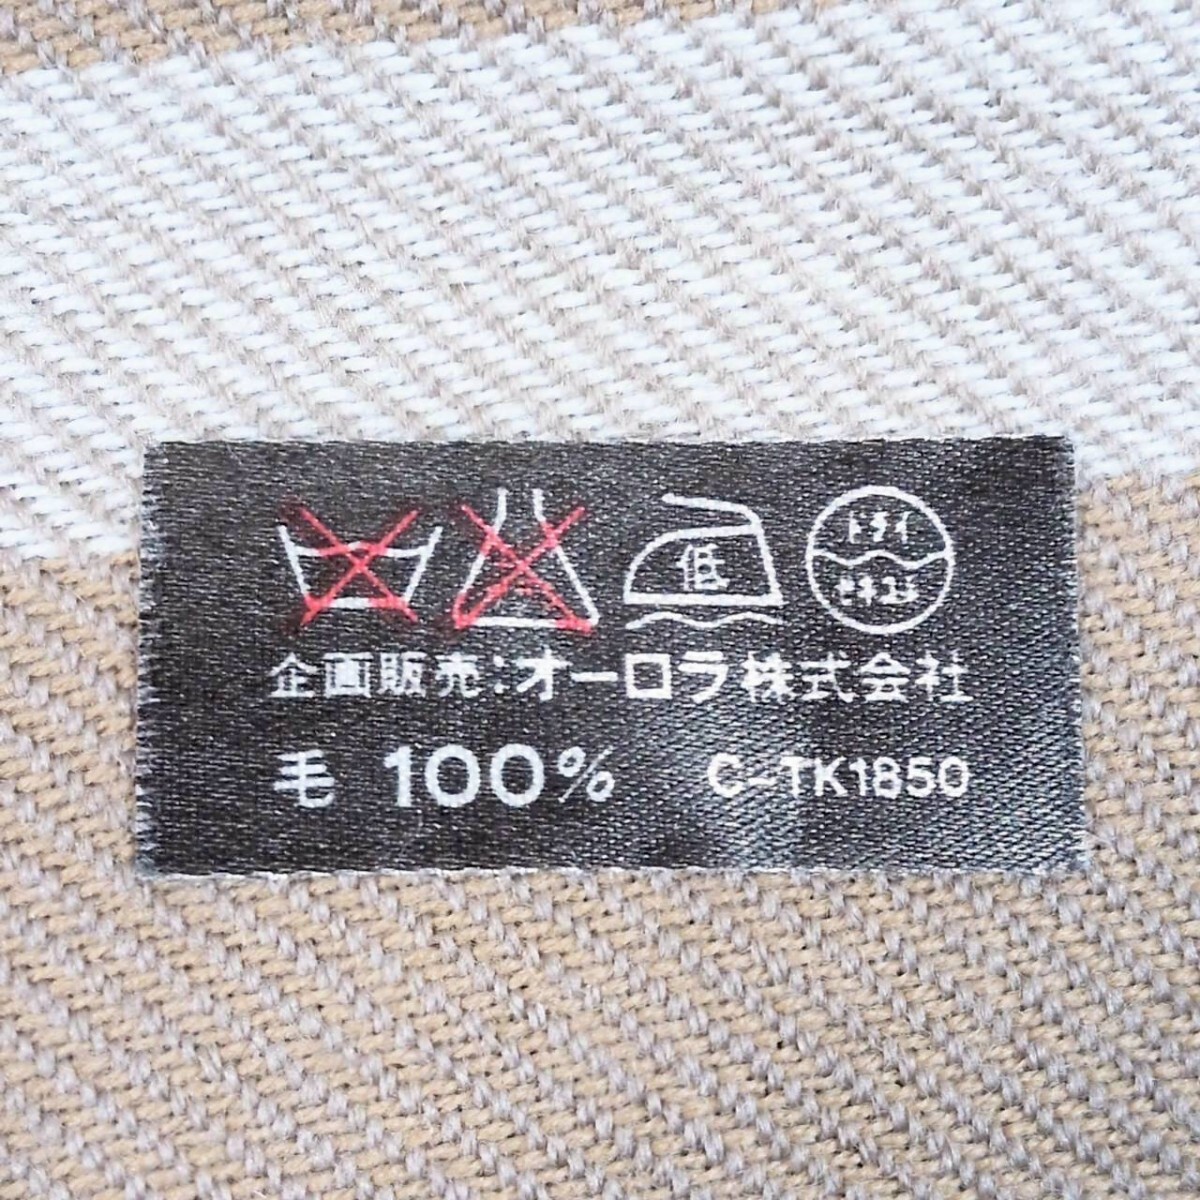 低
ドライ
セキユ系
企画販売:オーロラ株式会社
毛 100% C-TK1850